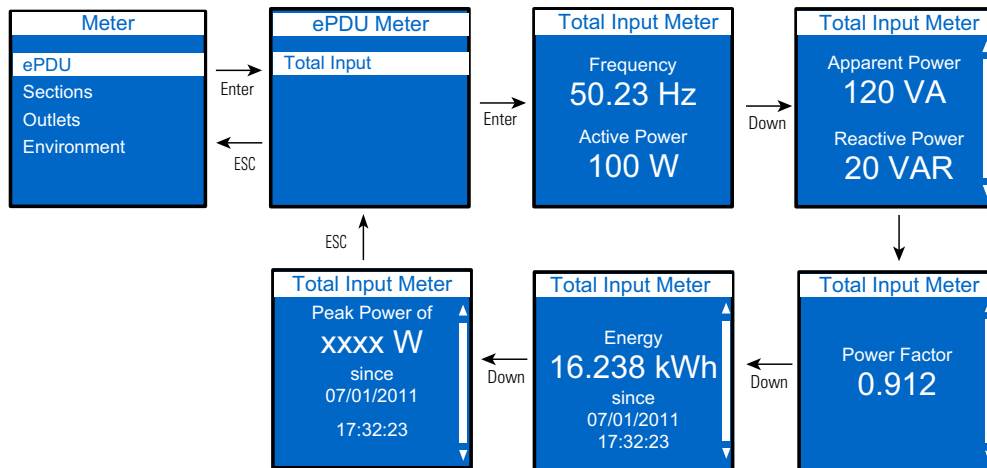 Meter
ePDU
Sections
Outlets
Environment
Enter
ESC
ePDU Meter
Total Input
Enter
Total Input Meter
Frequency
50.23 Hz
Active Power
100 W
Down
Total Input Meter
Apparent Power
120 VA
Reactive Power
20 VAR
Total Input Meter
Power Factor
0.912
Down
Total Input Meter
Energy
16.238 kWh
since
07/01/2011
17:32:23
Down
Total Input Meter
Peak Power of
xxxx W
since
07/01/2011
17:32:23
ESC